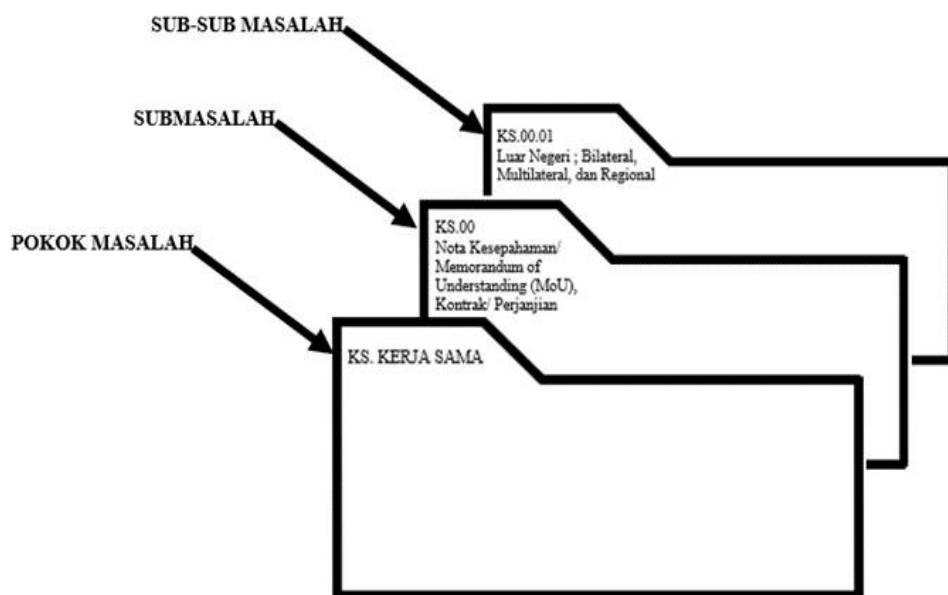 SUB-SUB MASALAH
KS.00.01
Luar Negeri ; Bilateral,
Multilateral, dan Regional
SUBMASALAH
KS.00
Nota Kesepahaman/
Memorandum of
Understanding (MoU),
Kontrak/ Perjanjian
POKOK MASALAH
KS. KERJA SAMA